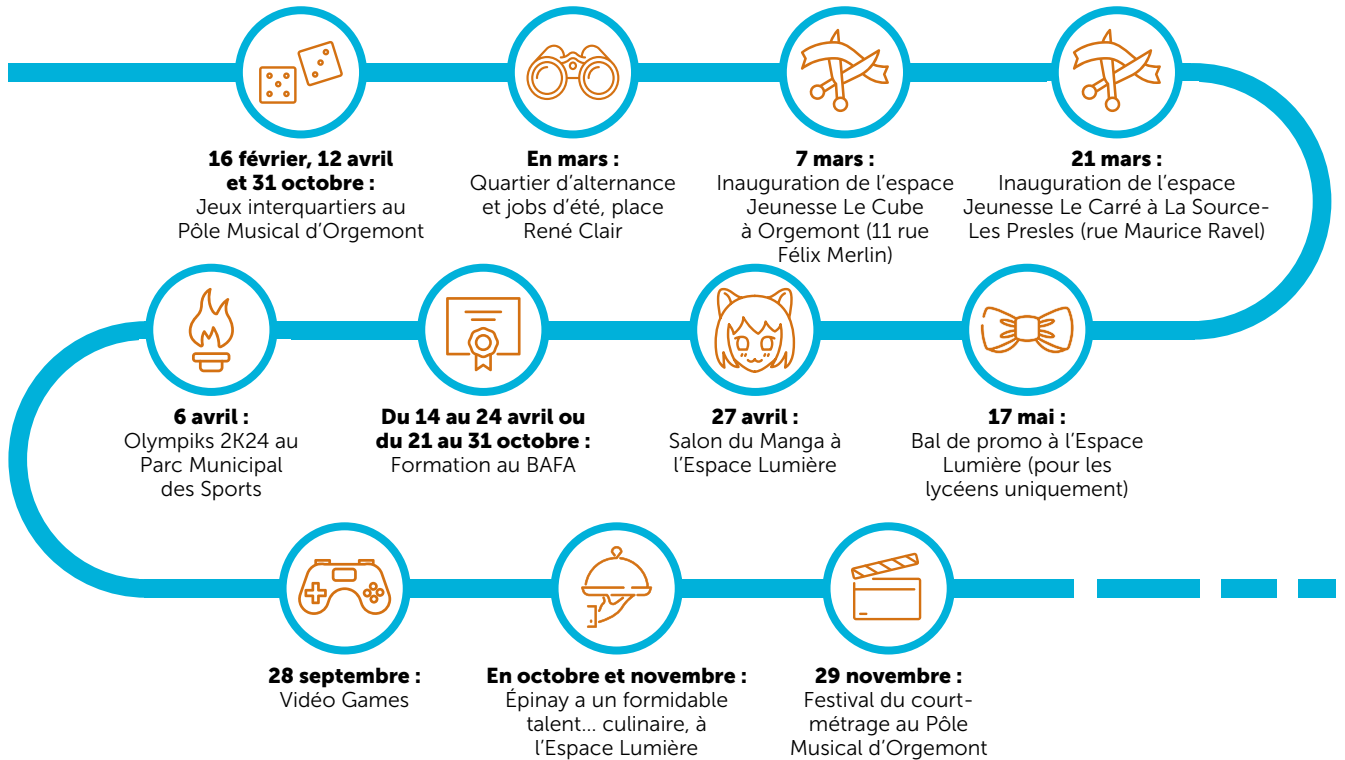 16 février, 12 avril
et 31 octobre :
Jeux interquartiers au
Pôle Musical d'Orgemont
En mars :
Quartier d'alternance
et jobs d'été, place
René Clair
7 mars :
Inauguration de l'espace
Jeunesse Le Cube
à Orgemont (11 rue
Félix Merlin)
21 mars :
Inauguration de l'espace
Jeunesse Le Carré à La Source-
Les Presles (rue Maurice Ravel)
6 avril :
Olympiks 2K24 au
Parc Municipal
des Sports
Du 14 au 24 avril ou
du 21 au 31 octobre :
Formation au BAFA
27 avril :
Salon du Manga à
l'Espace Lumière
17 mai :
Bal de promo à l'Espace
Lumière (pour les
lycéens uniquement)
28 septembre :
Vidéo Games
En octobre et novembre :
Épinay a un formidable
talent... culinaire, à
l'Espace Lumière
29 novembre :
Festival du court-
métrage au Pôle
Musical d'Orgemont